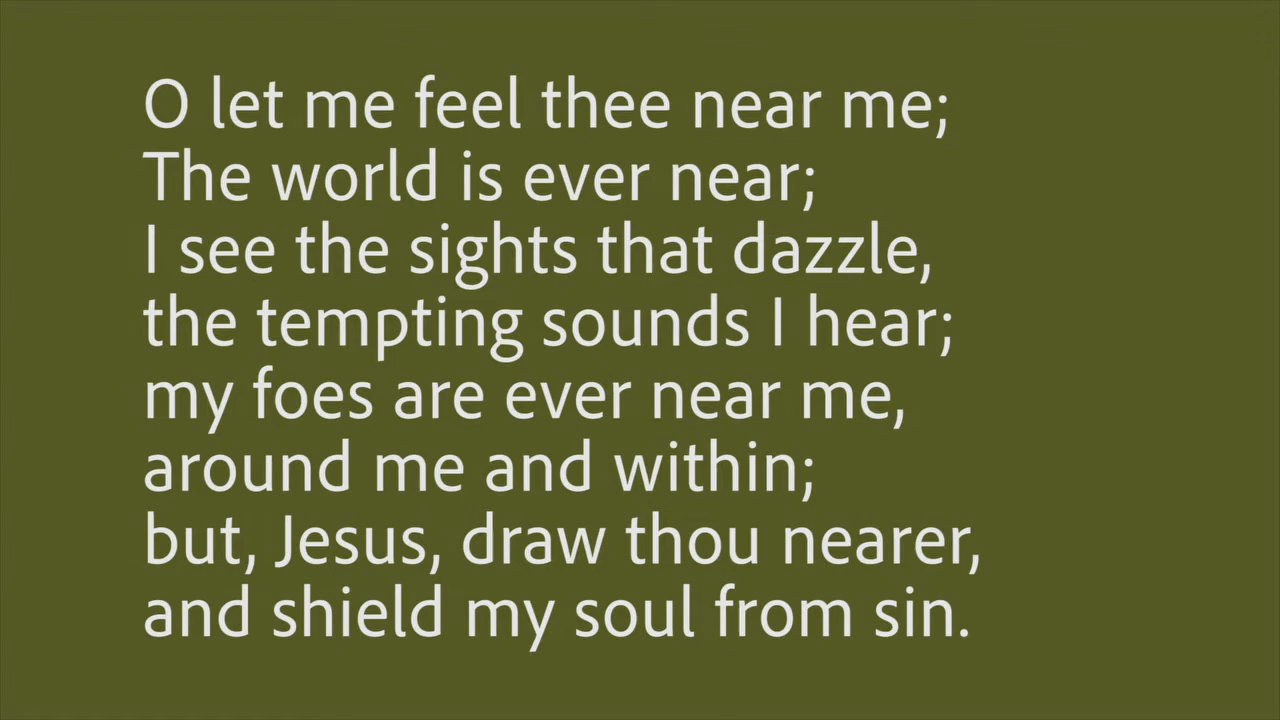 O let me feel thee near me;
The world is ever near;
I see the sights that dazzle,
the tempting sounds I hear;
my foes are ever near me,
around me and within;
but, Jesus, draw thou nearer,
and shield my soul from sin.